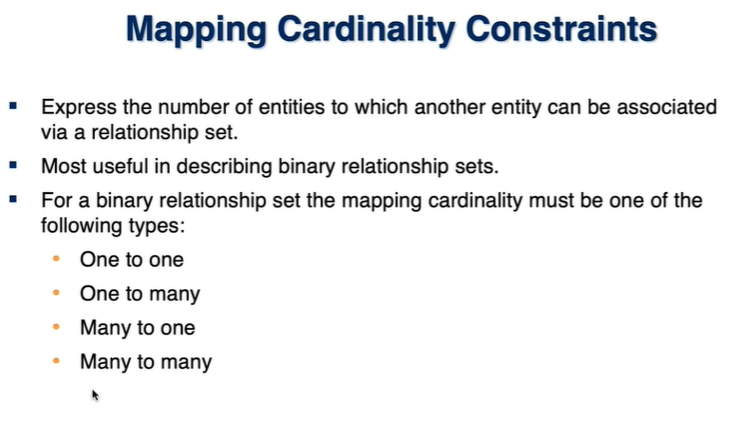 Mapping Cardinality Constraints
Express the number of entities to which another entity can be associated
via a relationship set.
Most useful in describing binary relationship sets.
For a binary relationship set the mapping cardinality must be one of the
following types:
One to one
One to many
Many to one
Many to many